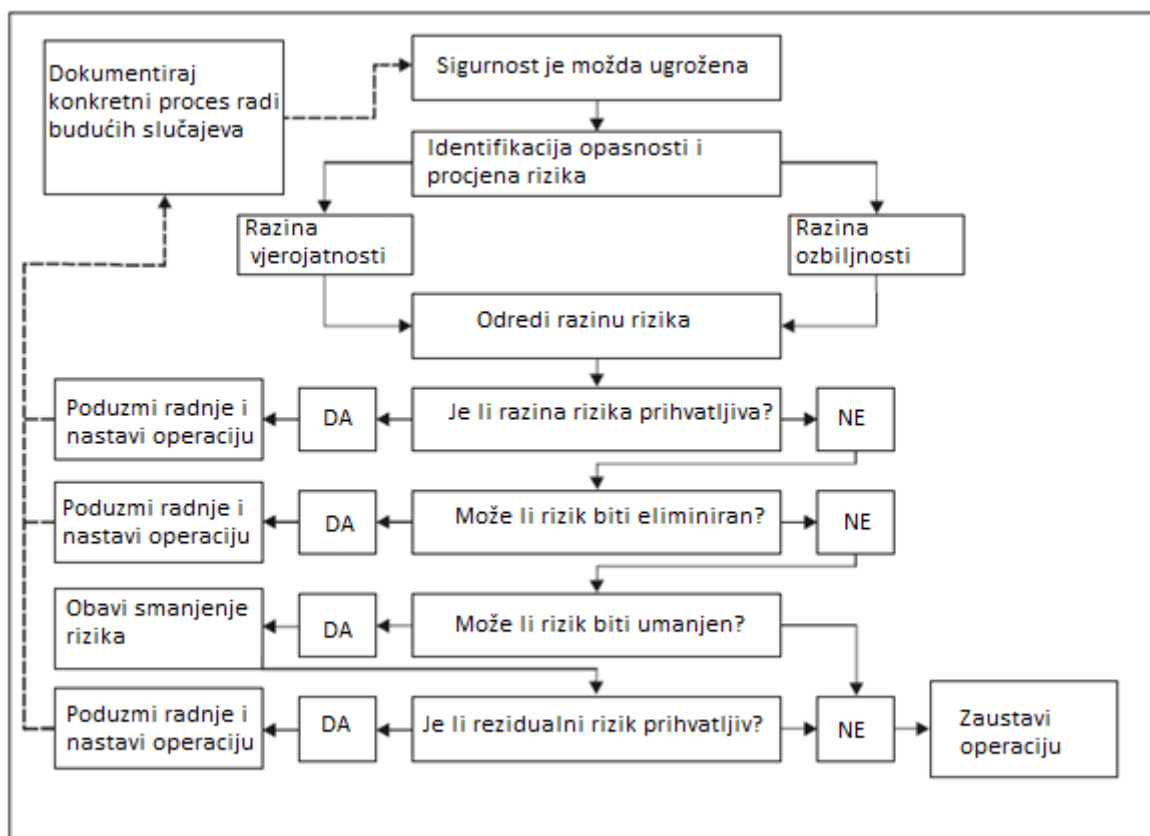 Dokumentiraj
konkretni proces radi
budućih slučajeva
Sigurnost je možda ugrožena
Identifikacija opasnosti i
procjena rizika
Razina
vjerojatnosti
Razina
ozbiljnosti
Odredi razinu rizika
Poduzmi radnje i
nastavi operaciju
DA
Je li razina rizika prihvatljiva?
NE
Poduzmi radnje i
nastavi operaciju
DA
Može li rizik biti eliminiran?
NE
Obavi smanjenje
rizika
DA
Može li rizik biti umanjen?
Poduzmi radnje i
nastavi operaciju
DA
Je li rezidualni rizik prihvatljiv?
NE
Zaustavi
operaciju